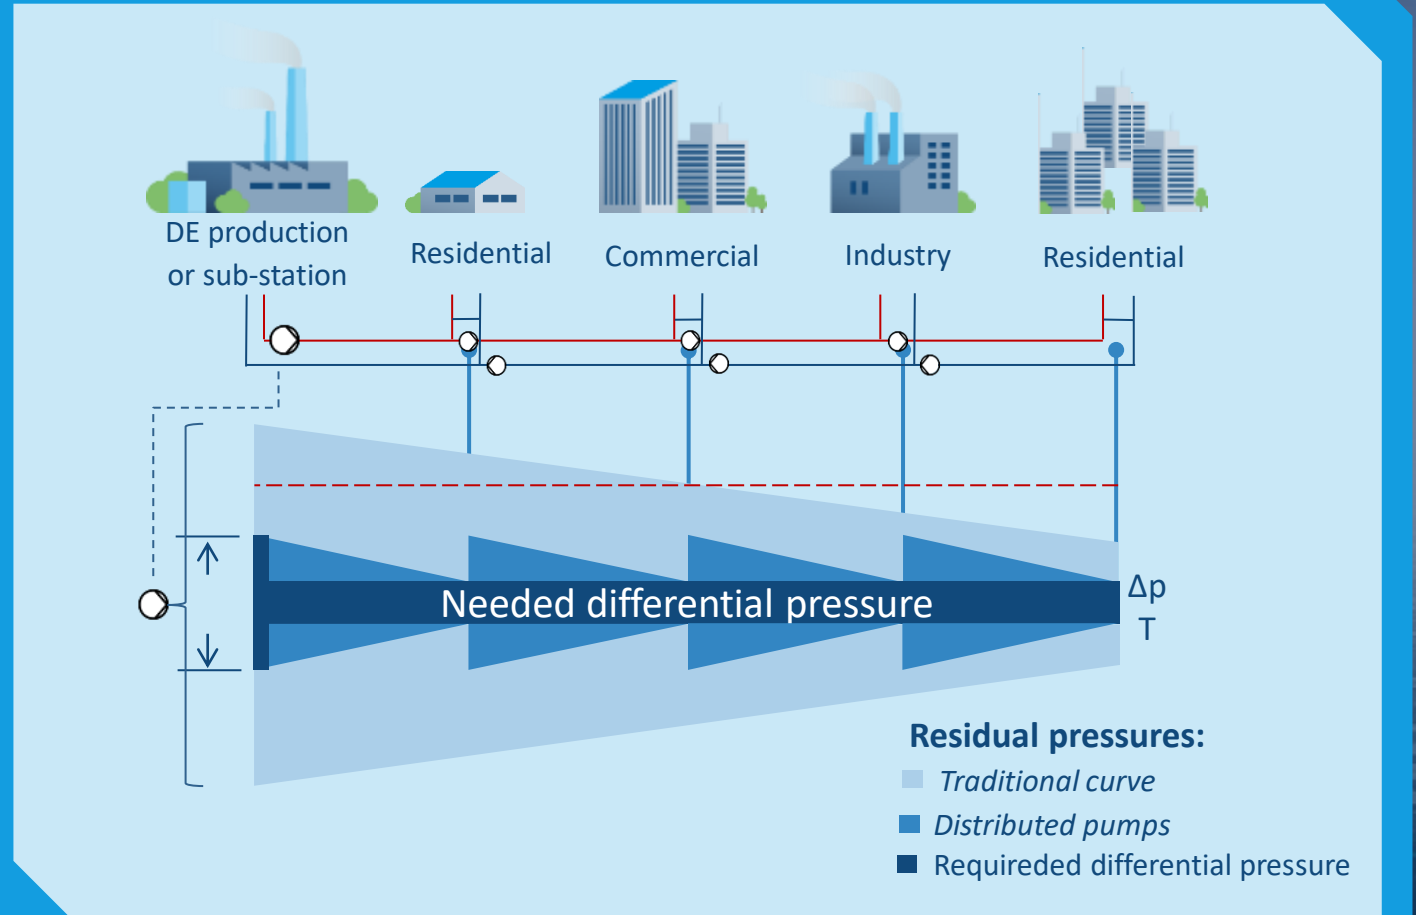 DE production
or sub-station
Residential
Commercial
Industry
Residential
Needed differential pressure
Δp
T
Residual pressures:
Traditional curve
Distributed pumps
Requireded differential pressure